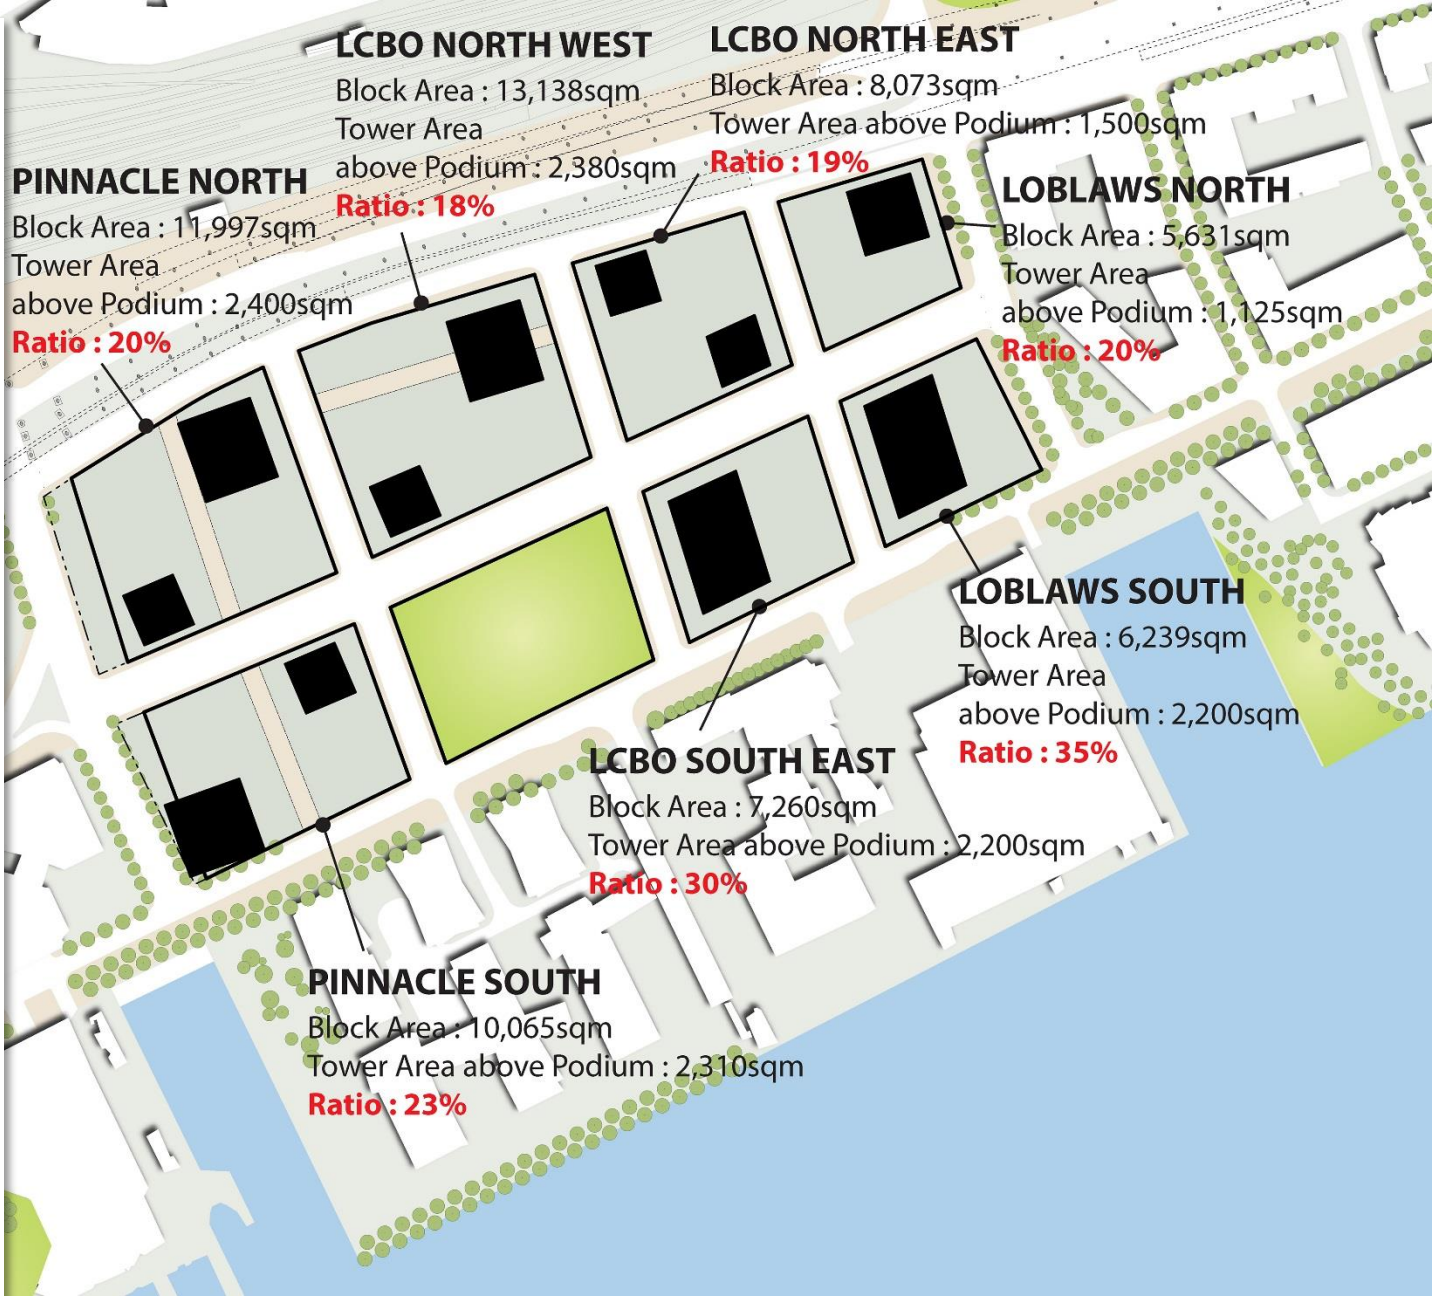 LCBO NORTH WEST
Block Area : 13,138sqm
Tower Area
above Podium : 2,380sqm
Ratio : 18%
LCBO NORTH EAST
Block Area : 8,073sqm
Tower Area above Podium : 1,500sqm
Ratio : 19%
PINNACLE NORTH
Block Area : 11,997sqm
Tower Area
above Podium : 2,400sqm
Ratio : 20%
LOBLAWS NORTH
Block Area : 5,631sqm
Tower Area
above Podium : 1,125sqm
Ratio : 20%
LOBLAWS SOUTH
Block Area : 6,239sqm
Tower Area
above Podium : 2,200sqm
Ratio : 35%
LCBO SOUTH EAST
Block Area : 7,260sqm
Tower Area above Podium : 2,200sqm
Ratio : 30%
PINNACLE SOUTH
Block Area : 10,065sqm
Tower Area above Podium : 2,310sqm
Ratio : 23%